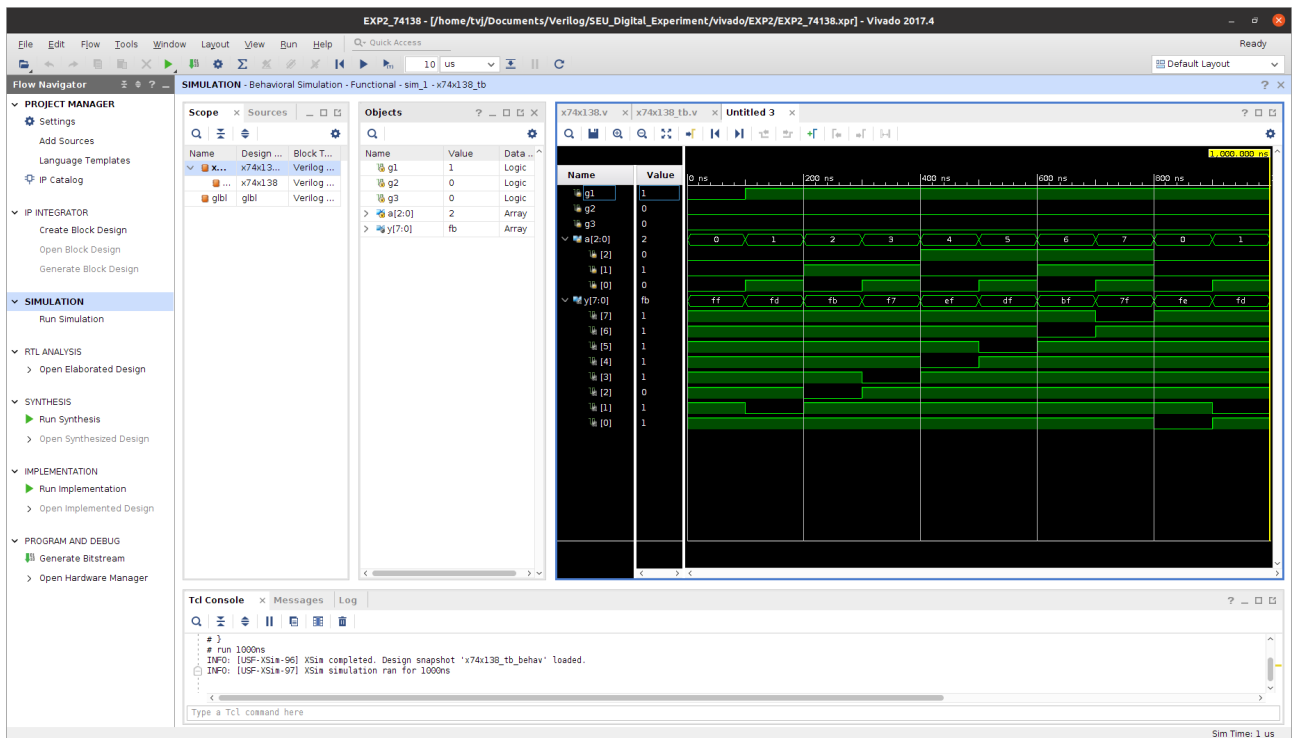 EXP2_74138 - [/home/tvj/Documents/Verilog/SEU_Digital_Experiment/vivado/EXP2/EXP2_74138.xpr] - Vivado 2017.4
File Edit Flow Tools Window Layout View Run Help Q- Quick Access Ready
10 us Default Layout
Flow Navigator
SIMULATION - Behavioral Simulation - Functional - sim_1 - x74x138_tb
PROJECT MANAGER
Settings
Add Sources
Language Templates
IP Catalog
IP INTEGRATOR
Create Block Design
Open Block Design
Generate Block Design
SIMULATION
Run Simulation
RTL ANALYSIS
Open Elaborated Design
SYNTHESIS
Run Synthesis
Open Synthesized Design
IMPLEMENTATION
Run Implementation
Open Implemented Design
PROGRAM AND DEBUG
Generate Bitstream
Open Hardware Manager
Scope Sources
Name Design ... Block T...
x... x74x13... Verilog ...
... x74x138 Verilog ...
glbl glbl Verilog ...
Objects
Name Value Data ..
g1 1 Logic
g2 0 Logic
g3 0 Logic
a[2:0] 2 Array
y[7:0] fb Array
x74x138.v x74x138_tb.v Untitled 3
1,000.000 ns
Name Value 0 ns 200 ns 400 ns 600 ns 800 ns
g1 1
g2 0
g3 0
a[2:0] 2 0 1 2 3 4 5 6 7 0 1
[2] 0
[1] 1
[0] 0
y[7:0] fb ff fd fb f7 ef df bf 7f fe fd
[7] 1
[6] 1
[5] 1
[4] 1
[3] 1
[2] 0
[1] 1
[0] 1
Tcl Console Messages Log
# }
# run 1000ns
INFO: [USF-XSim-96] XSim completed. Design snapshot 'x74x138_tb_behav' loaded.
INFO: [USF-XSim-97] XSim simulation ran for 1000ns
Type a Tcl command here
Sim Time: 1 us